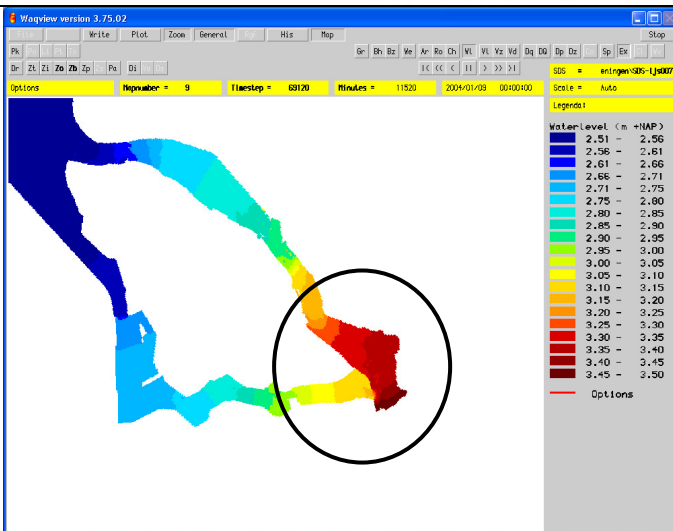 Waqview version 3.75.02
File Write Plot Zoom General His Map Stop
Pk Gr Bh Bz We Ar Ro Ch Wl Vl Vz Vd Dq DQ Dp Dz Sp Ex
Dr Zt Zi Zo Zb Zp Pa Di |< << < || > >> >|
SDS = eningen\SDS-ijs007
Options Mapnumber = 9 Timestep = 69120 Minutes = 11520 2004/01/09 00:00:00
Scale = Auto
Legenda:
Waterlevel (m +NAP)
2.51 - 2.56
2.56 - 2.61
2.61 - 2.66
2.66 - 2.71
2.71 - 2.75
2.75 - 2.80
2.80 - 2.85
2.85 - 2.90
2.90 - 2.95
2.95 - 3.00
3.00 - 3.05
3.05 - 3.10
3.10 - 3.15
3.15 - 3.20
3.20 - 3.25
3.25 - 3.30
3.30 - 3.35
3.35 - 3.40
3.40 - 3.45
3.45 - 3.50
Options